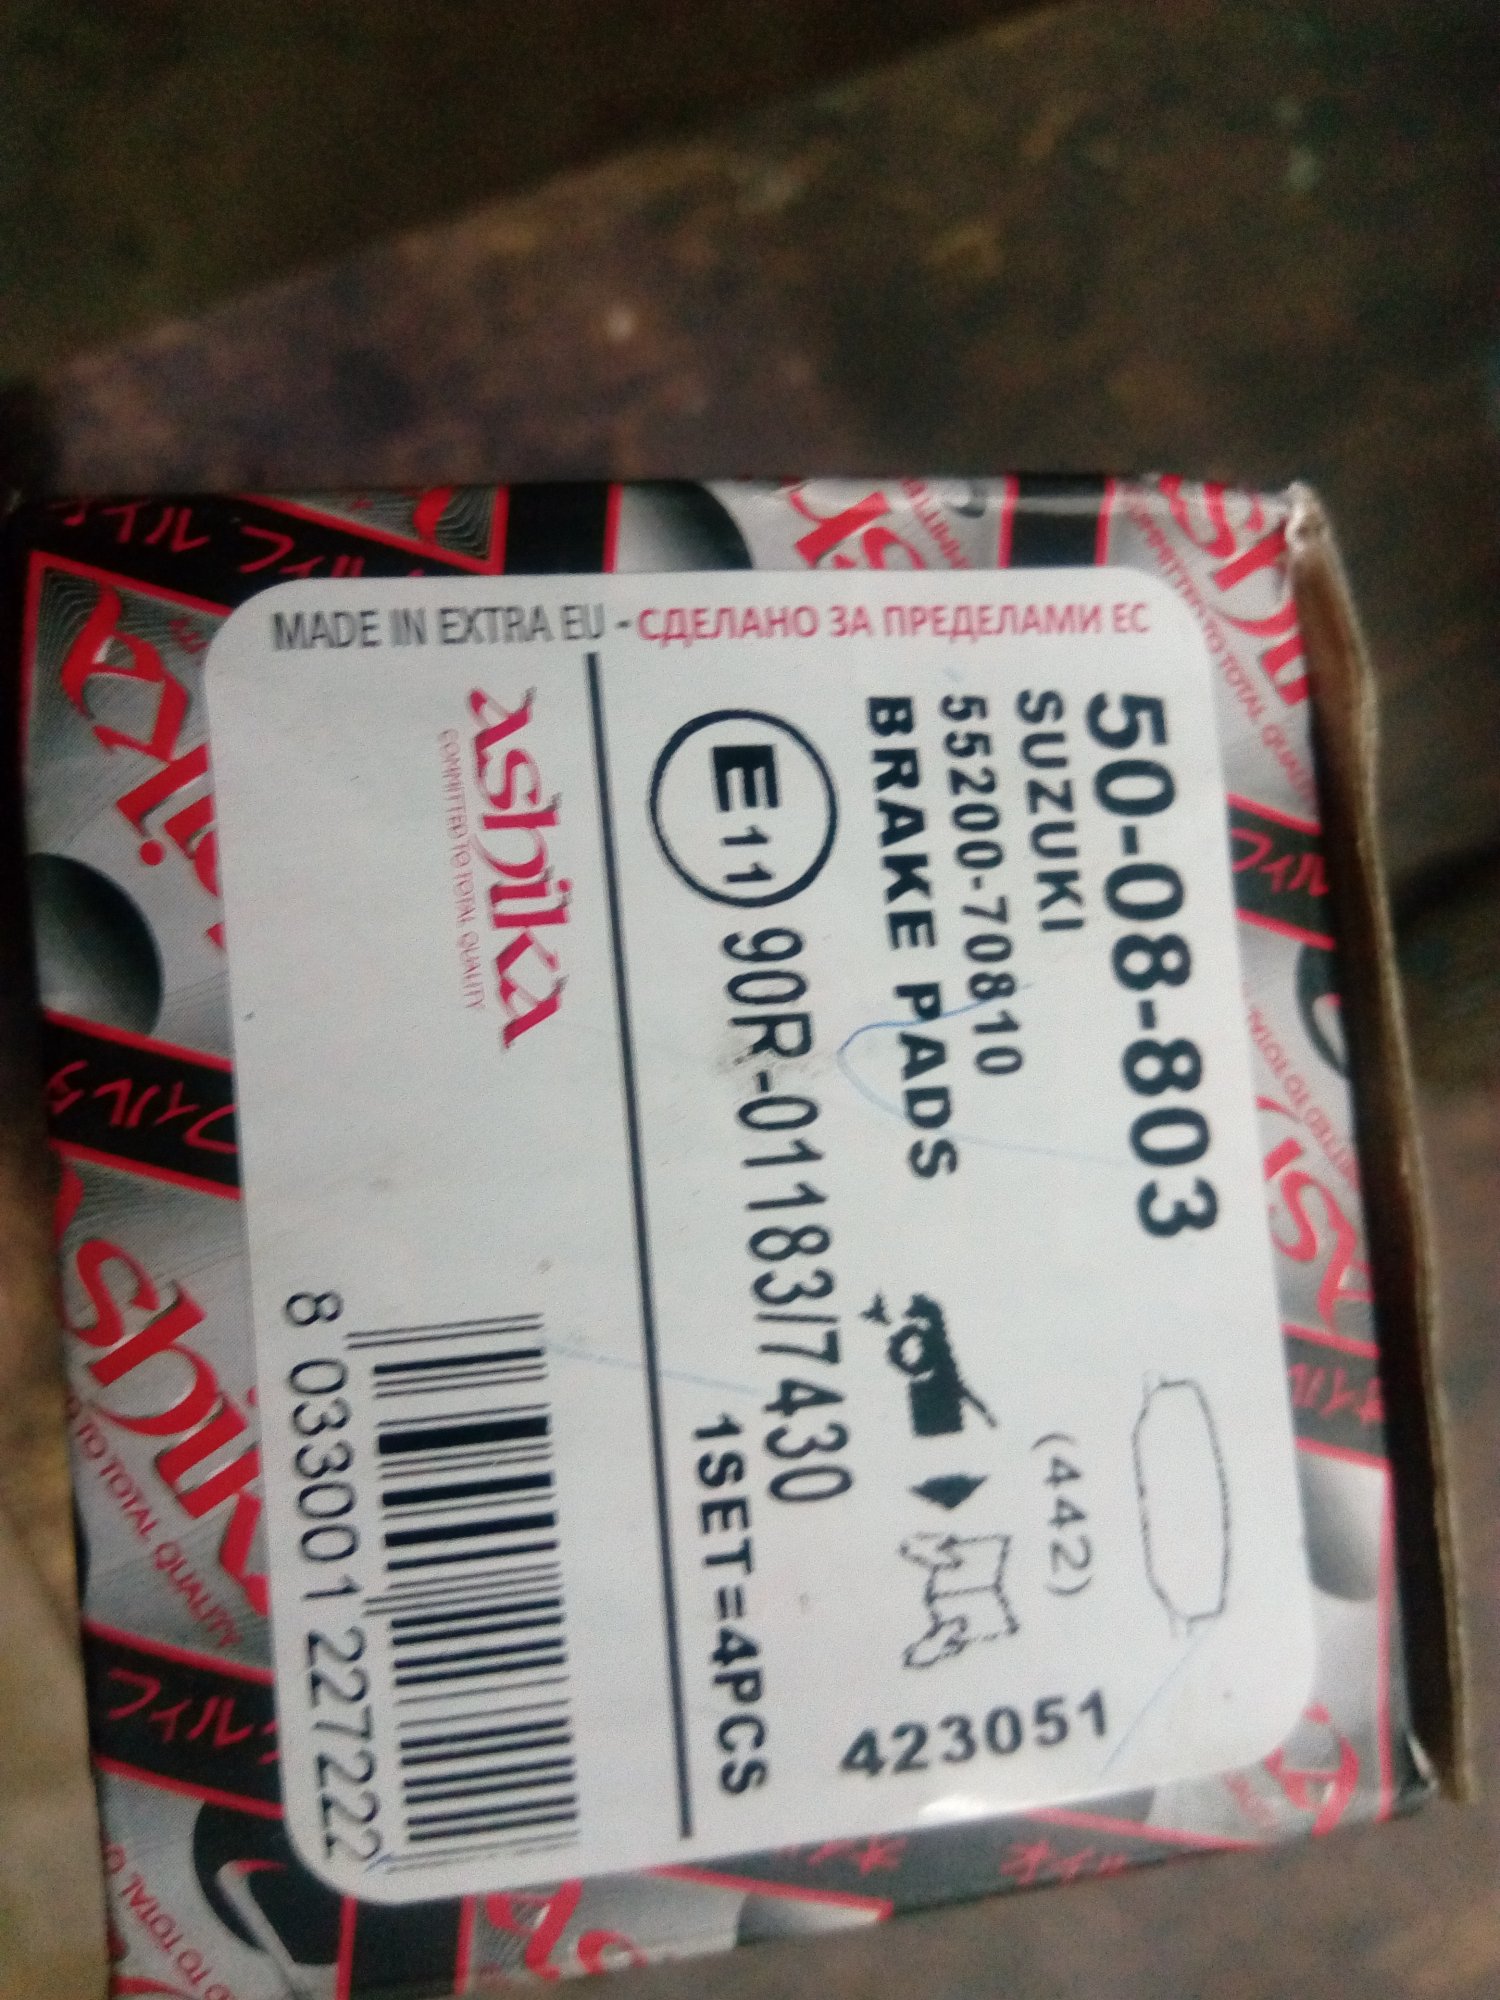 50-08-803
SUZUKI
(442)
55200-70810
BRAKE PADS
423051
E 11
90R-01183/7430
1SET=4PCS
Ashika
COMMITTED TO TOTAL QUALITY
8 033001 227222
MADE IN EXTRA EU - СДЕЛАНО ЗА ПРЕДЕЛАМИ ЕС